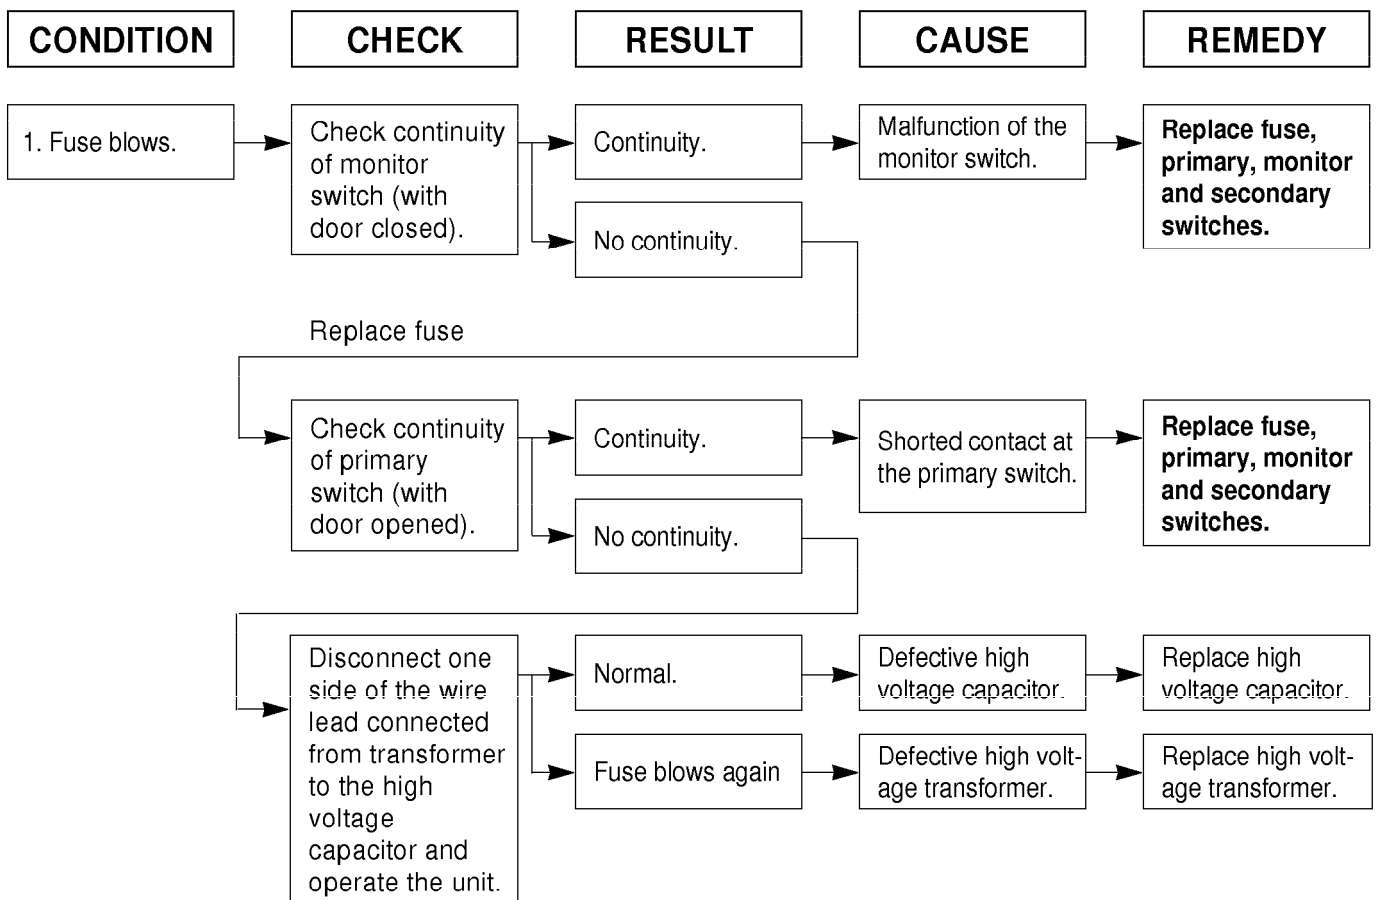 CONDITION
CHECK
RESULT
CAUSE
REMEDY
1. Fuse blows.
Check continuity
of monitor
switch (with
door closed).
Continuity.
Malfunction of the
monitor switch.
Replace fuse,
primary, monitor
and secondary
switches.
No continuity.
Replace fuse
Check continuity
of primary
switch (with
door opened).
Continuity.
Shorted contact at
the primary switch.
Replace fuse,
primary, monitor
and secondary
switches.
No continuity.
Disconnect one
side of the wire
lead connected
from transformer
to the high
voltage
capacitor and
operate the unit.
Normal.
Defective high
voltage capacitor.
Replace high
voltage capacitor.
Fuse blows again
Defective high volt-
age transformer.
Replace high volt-
age transformer.